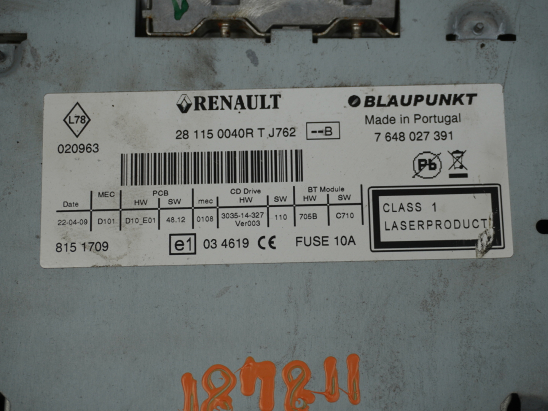 L78
RENAULT
BLAUPUNKT
Made in Portugal
28 115 0040R T J762 --B
7 648 027 391
020963
Pb
Date MEC PCB HW SW mec CD Drive HW SW BT Module HW SW
22-04-09 D101 D10_E01 48.12 0108 3035-14-327 Ver003 110 705B C710
CLASS 1
LASERPRODUCT
815 1709
e1 03 4619 CE FUSE 10A